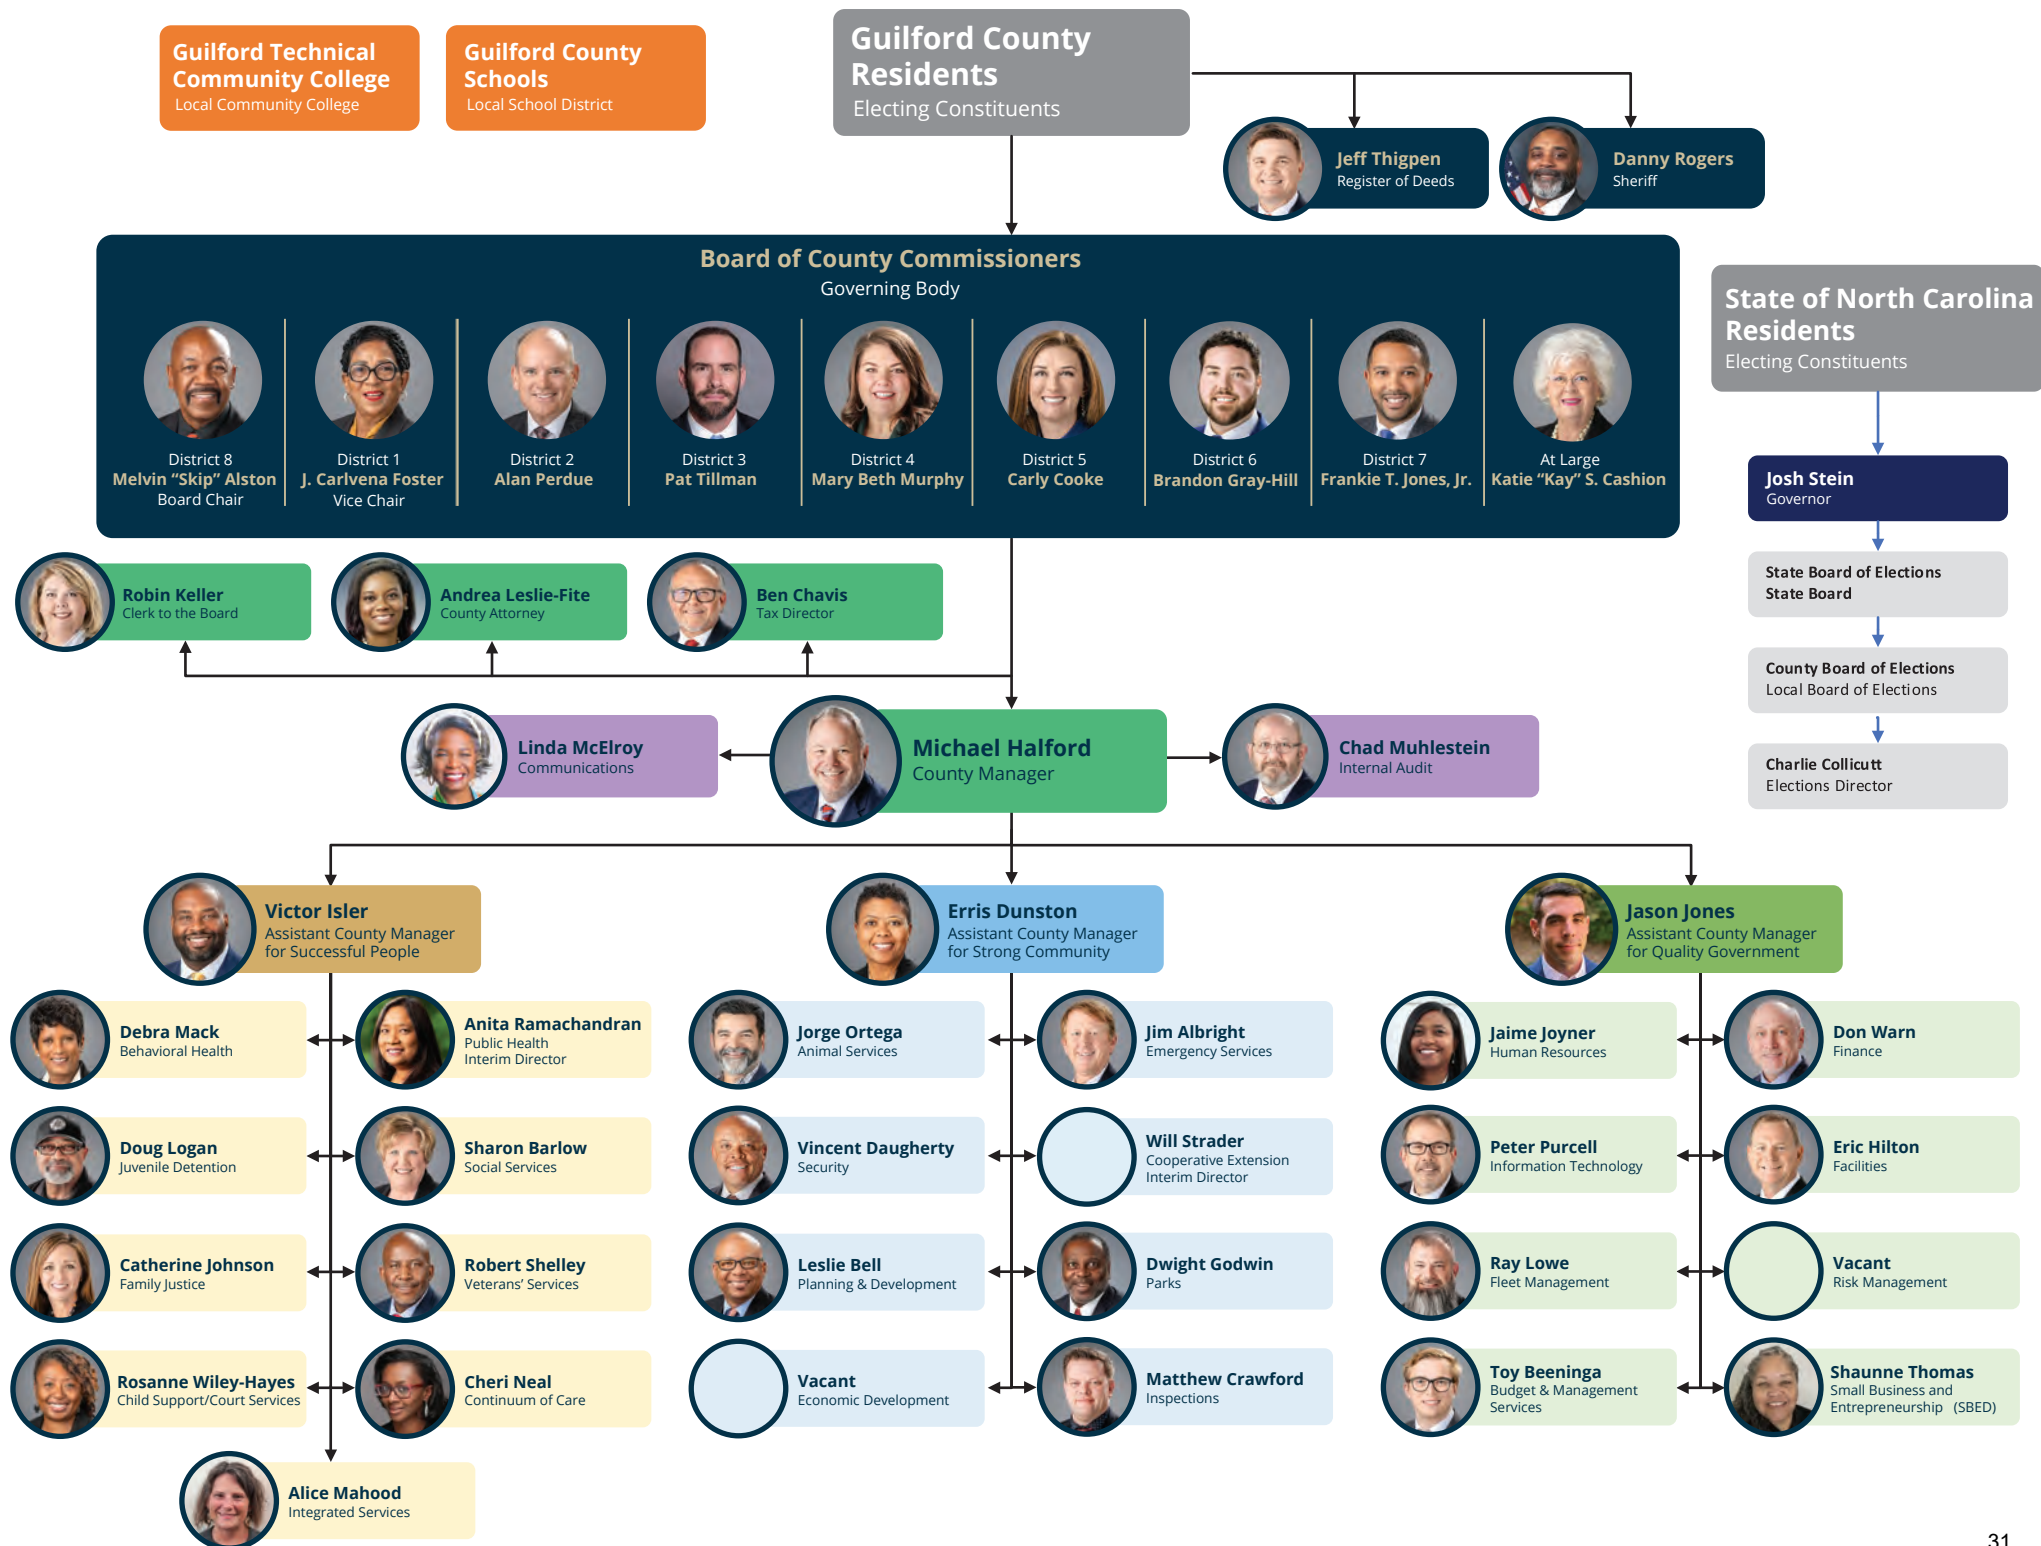 Guilford Technical
Community College
Local Community College
Guilford County
Schools
Local School District
Guilford County
Residents
Electing Constituents
Jeff Thigpen
Register of Deeds
Danny Rogers
Sheriff
Board of County Commissioners
Governing Body
District 8
Melvin “Skip” Alston
Board Chair
District 1
J. Carlvena Foster
Vice Chair
District 2
Alan Perdue
District 3
Pat Tillman
District 4
Mary Beth Murphy
District 5
Carly Cooke
District 6
Brandon Gray-Hill
District 7
Frankie T. Jones, Jr.
At Large
Katie “Kay” S. Cashion
State of North Carolina
Residents
Electing Constituents
Josh Stein
Governor
State Board of Elections
State Board
County Board of Elections
Local Board of Elections
Charlie Collicutt
Elections Director
Robin Keller
Clerk to the Board
Andrea Leslie-Fite
County Attorney
Ben Chavis
Tax Director
Linda McElroy
Communications
Michael Halford
County Manager
Chad Muhlestein
Internal Audit
Victor Isler
Assistant County Manager
for Successful People
Erris Dunston
Assistant County Manager
for Strong Community
Jason Jones
Assistant County Manager
for Quality Government
Debra Mack
Behavioral Health
Anita Ramachandran
Public Health
Interim Director
Doug Logan
Juvenile Detention
Sharon Barlow
Social Services
Catherine Johnson
Family Justice
Robert Shelley
Veterans’ Services
Rosanne Wiley-Hayes
Child Support/Court Services
Cheri Neal
Continuum of Care
Alice Mahood
Integrated Services
Jorge Ortega
Animal Services
Jim Albright
Emergency Services
Vincent Daugherty
Security
Will Strader
Cooperative Extension
Interim Director
Leslie Bell
Planning & Development
Dwight Godwin
Parks
Vacant
Economic Development
Matthew Crawford
Inspections
Jaime Joyner
Human Resources
Don Warn
Finance
Peter Purcell
Information Technology
Eric Hilton
Facilities
Ray Lowe
Fleet Management
Vacant
Risk Management
Toy Beeninga
Budget & Management
Services
Shaunne Thomas
Small Business and
Entrepreneurship (SBED)
31